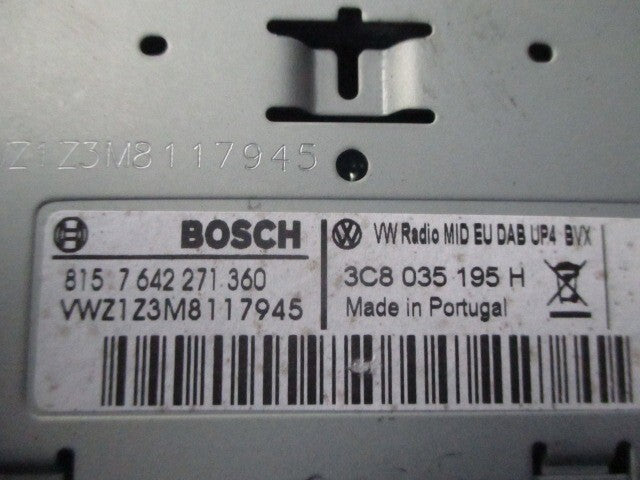 Z1Z3M8117945
BOSCH
VW Radio MID EU DAB UP4 BVX
815 7 642 271 360
3C8 035 195 H
VWZ1Z3M8117945
Made in Portugal